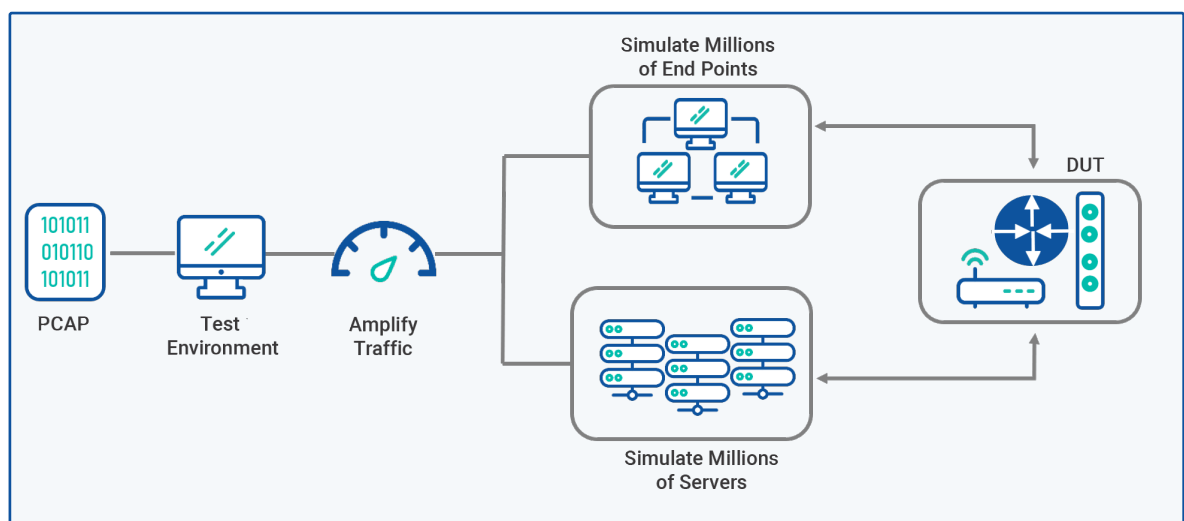 Simulate Millions
of End Points
DUT
101011
010110
101011
PCAP
Test
Environment
Amplify
Traffic
Simulate Millions
of Servers